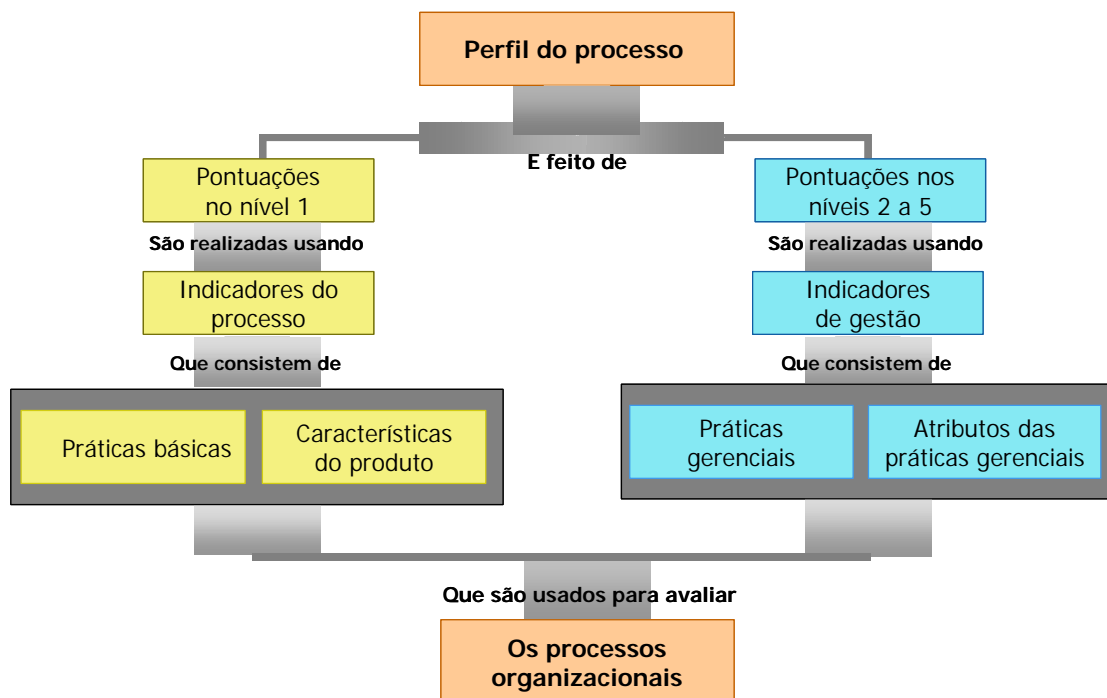 Perfil do processo
E feito de
Pontuações
no nível 1
Pontuações nos
níveis 2 a 5
São realizadas usando
São realizadas usando
Indicadores do
processo
Indicadores
de gestão
Que consistem de
Que consistem de
Práticas básicas
Características
do produto
Práticas
gerenciais
Atributos das
práticas gerenciais
Que são usados para avaliar
Os processos
organizacionais